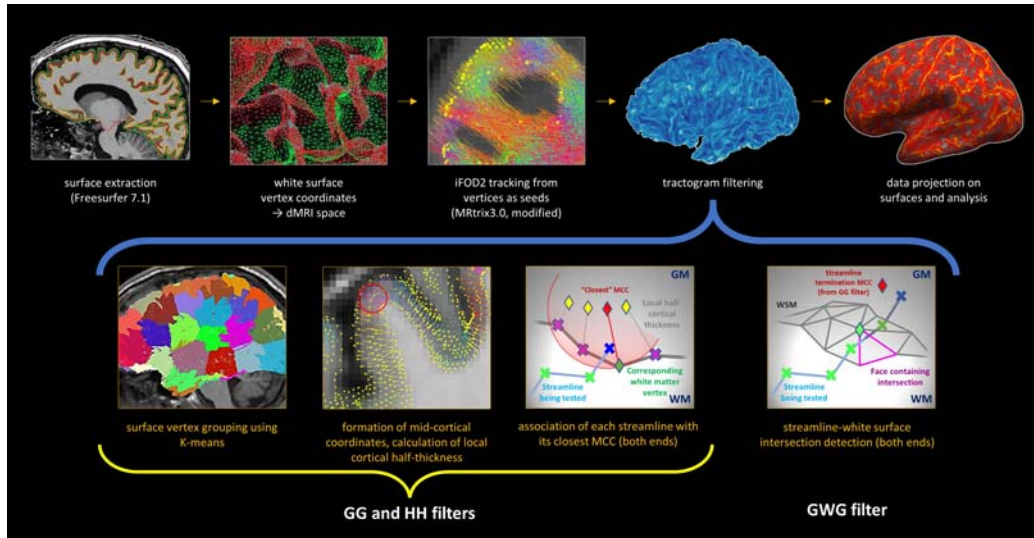 surface extraction
(Freesurfer 7.1)
white surface
vertex coordinates
→ dMRI space
iFOD2 tracking from
vertices as seeds
(MRtrix3.0, modified)
tractogram filtering
data projection on
surfaces and analysis
surface vertex grouping using
K-means
formation of mid-cortical
coordinates, calculation of local
cortical half-thickness
GM
"Closest" MCC
Local half
cortical
thickness
Corresponding
white matter
vertex
Streamline
being tested
WM
association of each streamline with
its closest MCC (both ends)
Streamline
termination MCC
(from GG filter)
GM
WSM
Face containing
intersection
Streamline
being tested
WM
streamline-white surface
intersection detection (both ends)
GG and HH filters
GWG filter